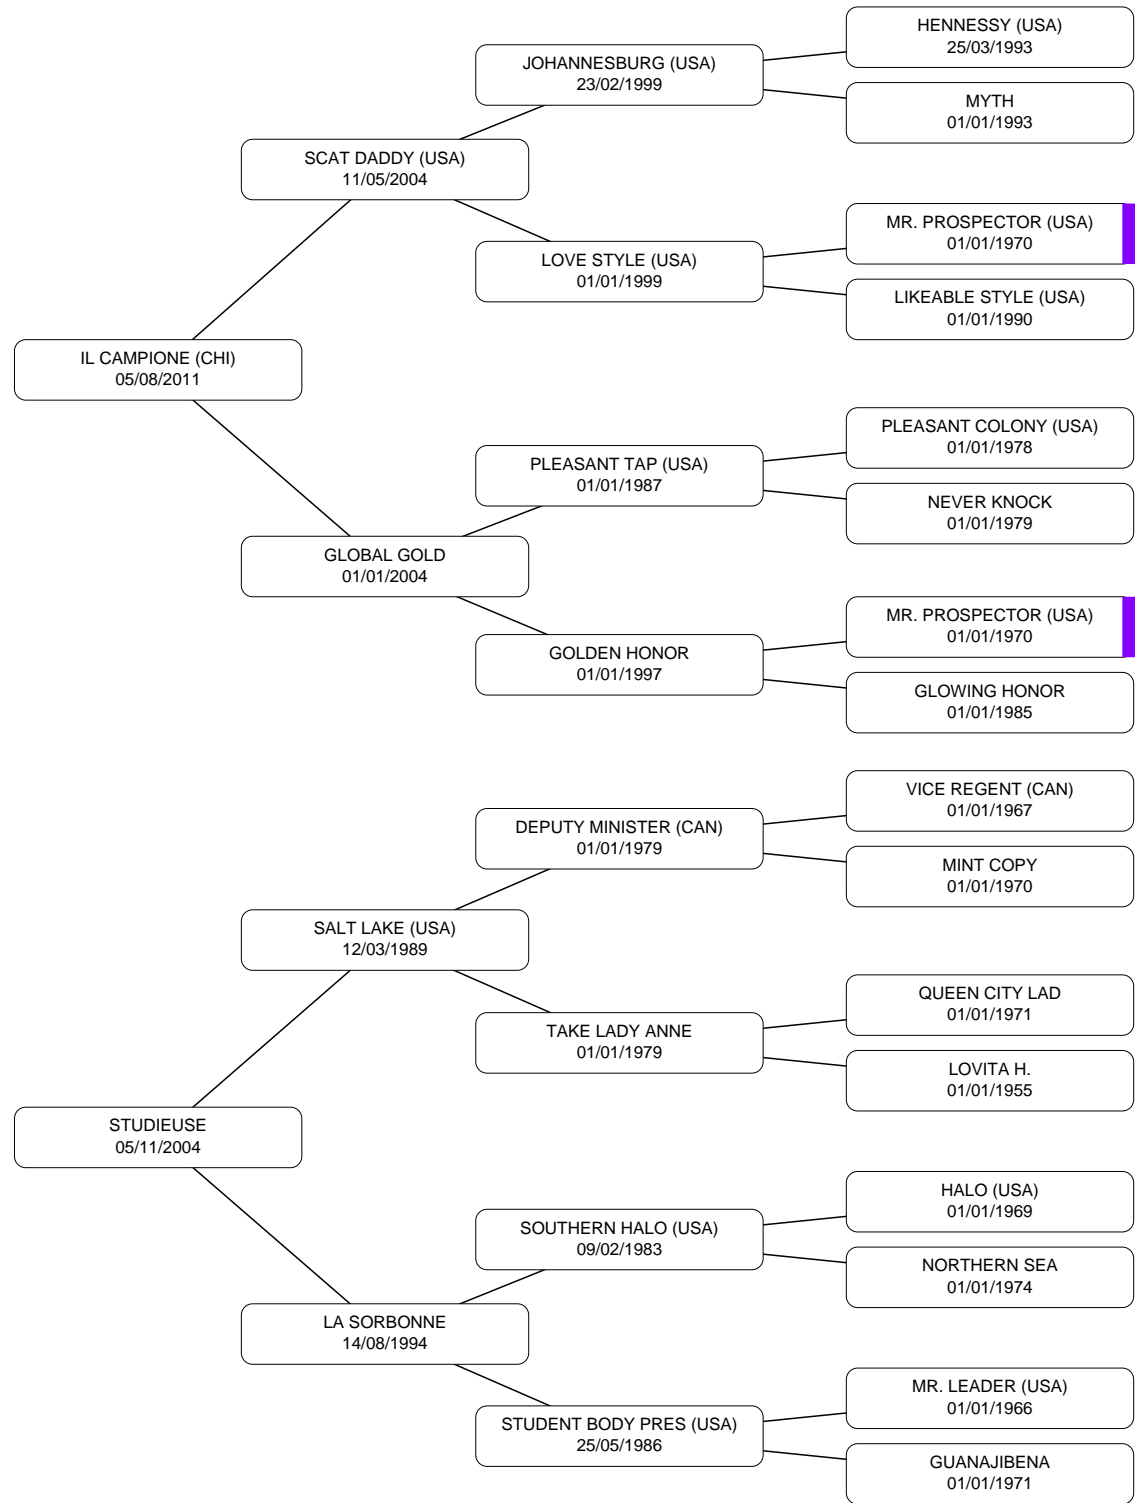 HENNESSY (USA)
25/03/1993
JOHANNESBURG (USA)
23/02/1999
MYTH
01/01/1993
SCAT DADDY (USA)
11/05/2004
MR. PROSPECTOR (USA)
01/01/1970
LOVE STYLE (USA)
01/01/1999
LIKEABLE STYLE (USA)
01/01/1990
IL CAMPIONE (CHI)
05/08/2011
PLEASANT COLONY (USA)
01/01/1978
PLEASANT TAP (USA)
01/01/1987
NEVER KNOCK
01/01/1979
GLOBAL GOLD
01/01/2004
MR. PROSPECTOR (USA)
01/01/1970
GOLDEN HONOR
01/01/1997
GLOWING HONOR
01/01/1985
VICE REGENT (CAN)
01/01/1967
DEPUTY MINISTER (CAN)
01/01/1979
MINT COPY
01/01/1970
SALT LAKE (USA)
12/03/1989
QUEEN CITY LAD
01/01/1971
TAKE LADY ANNE
01/01/1979
LOVITA H.
01/01/1955
STUDIEUSE
05/11/2004
HALO (USA)
01/01/1969
SOUTHERN HALO (USA)
09/02/1983
NORTHERN SEA
01/01/1974
LA SORBONNE
14/08/1994
MR. LEADER (USA)
01/01/1966
STUDENT BODY PRES (USA)
25/05/1986
GUANAJIBENA
01/01/1971